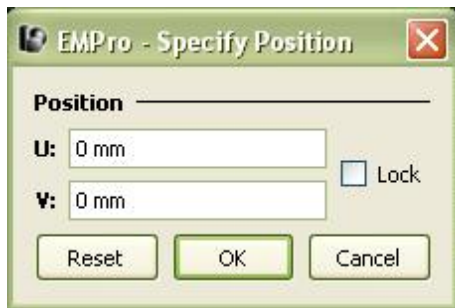 EMPro - Specify Position
Position
U: 0 mm
Lock
V: 0 mm
Reset OK Cancel